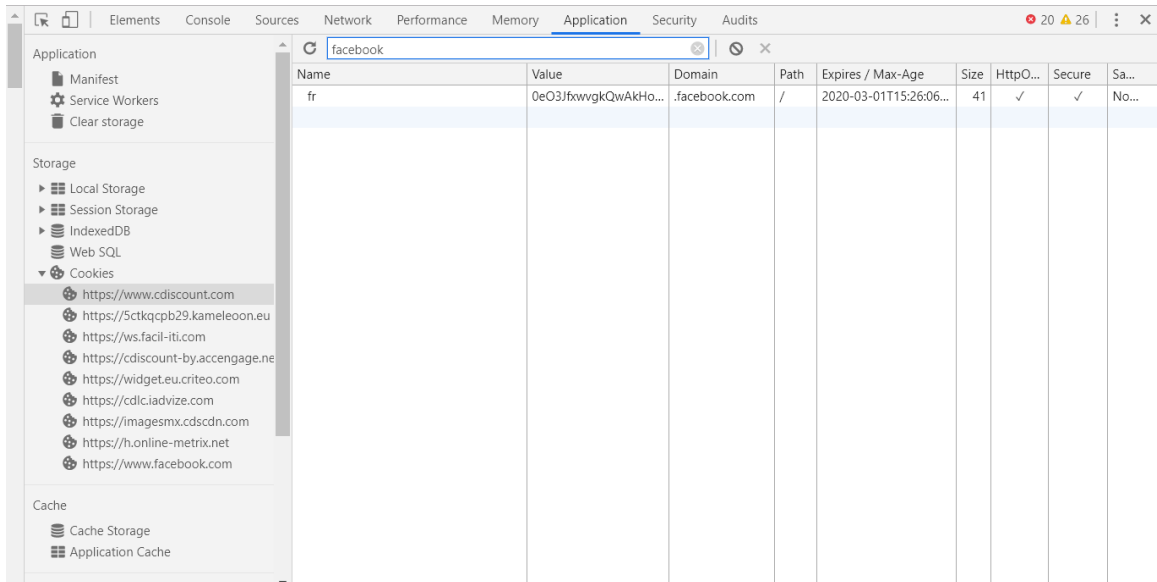 Elements Console Sources Network Performance Memory Application Security Audits 20 26
Application
Manifest
Service Workers
Clear storage
Storage
Local Storage
Session Storage
IndexedDB
Web SQL
Cookies
https://www.cdiscount.com
https://5ctkqcpb29.kameleoon.eu
https://ws.facil-iti.com
https://cdiscount-by.accengage.ne
https://widget.eu.criteo.com
https://cdlc.iadvize.com
https://imagesmx.cdscdn.com
https://h.online-metrix.net
https://www.facebook.com
Cache
Cache Storage
Application Cache
facebook
Name Value Domain Path Expires / Max-Age Size HttpO... Secure Sa...
fr 0eO3JfxwvgkQwAkHo... .facebook.com / 2020-03-01T15:26:06... 41 ✓ ✓ No...